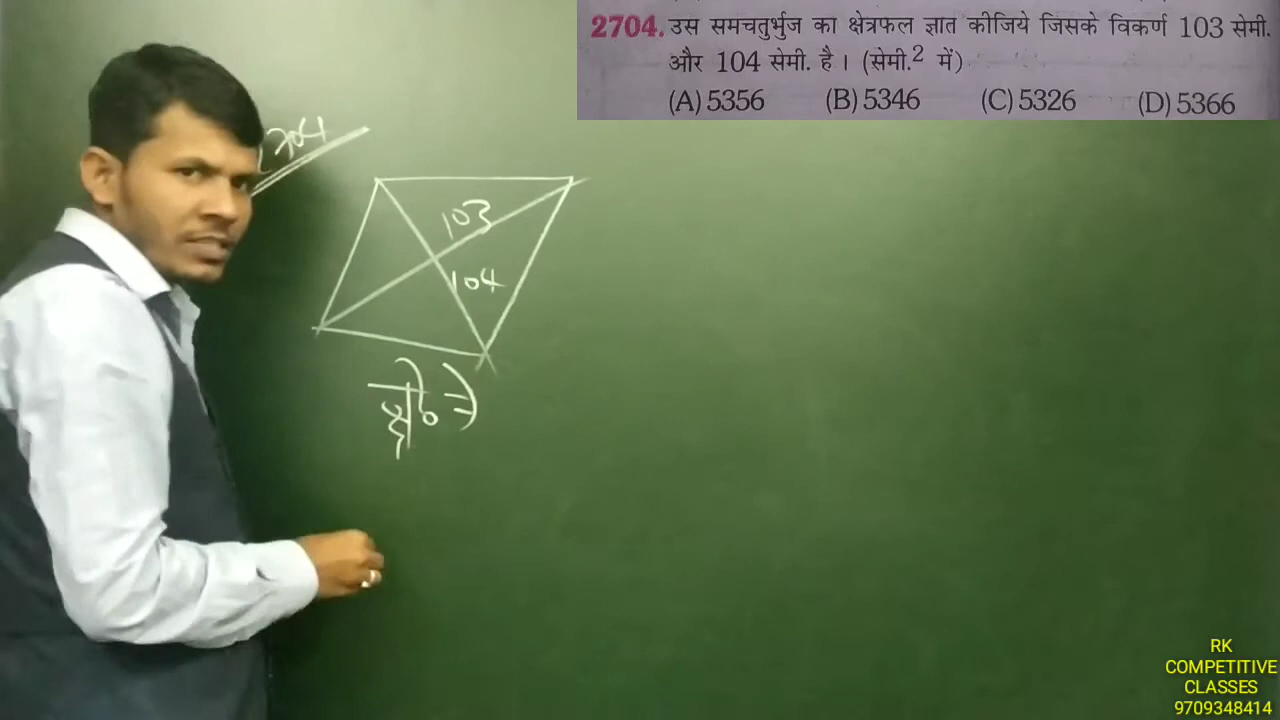 2704. उस समचतुर्भुज का क्षेत्रफल ज्ञात कीजिये जिसके विकर्ण 103 सेमी.
और 104 सेमी. है। (सेमी.² में)
(A) 5356 (B) 5346 (C) 5326 (D) 5366
2704
103
104
क्षे० ⇒
RK
COMPETITIVE
CLASSES
9709348414